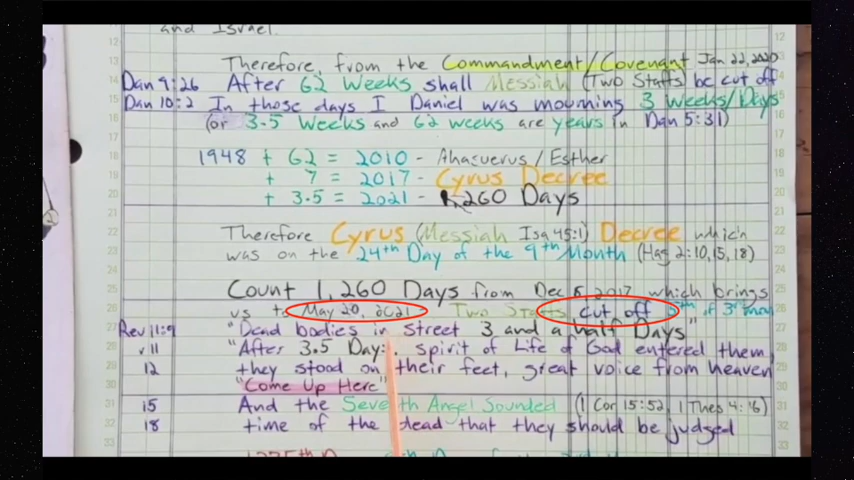 and Israel.
Therefore, from the Commandment/Covenant Jan 22, 2020
Dan 9:26 After 62 Weeks shall Messiah (Two Staffs) be cut off
Dan 10:2 In those days I Daniel was mourning 3 Weeks/Days
(or 3.5 Weeks and 62 weeks are years in Dan 5:31)
1948 + 62 = 2010 - Ahasuerus / Esther
+ 7 = 2017 - Cyrus Decree
+ 3.5 = 2021 - 1,260 Days
Therefore Cyrus (Messiah Isa 45:1) Decree which
was on the 24th Day of the 9th Month (Hag 2:10,15,18)
Count 1,260 Days from Dec 2017 which brings
us to May 20, 2021 Two Staffs cut off of 3rd
Rev 11:9 "Dead bodies in street 3 and a half Days"
v 11 "After 3.5 Days. spirit of Life of God entered them,
12 they stood on their feet, great voice from heaven
"Come Up Here"
15 And the Seventh Angel Sounded (1 Cor 15:52, 1 Thes 4:16)
18 time of the dead that they should be judged